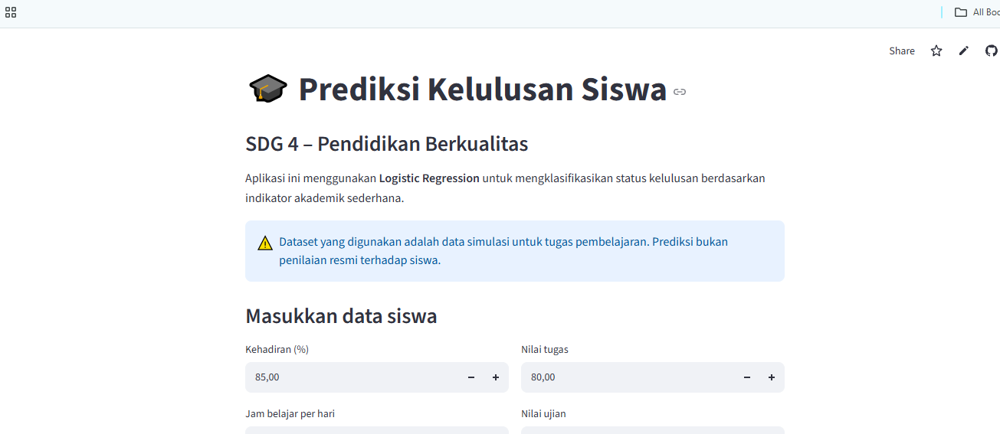 All Boo
Share
Prediksi Kelulusan Siswa
SDG 4 – Pendidikan Berkualitas
Aplikasi ini menggunakan Logistic Regression untuk mengklasifikasikan status kelulusan berdasarkan
indikator akademik sederhana.
Dataset yang digunakan adalah data simulasi untuk tugas pembelajaran. Prediksi bukan
penilaian resmi terhadap siswa.
Masukkan data siswa
Kehadiran (%)
Nilai tugas
85,00
80,00
Jam belajar per hari
Nilai ujian